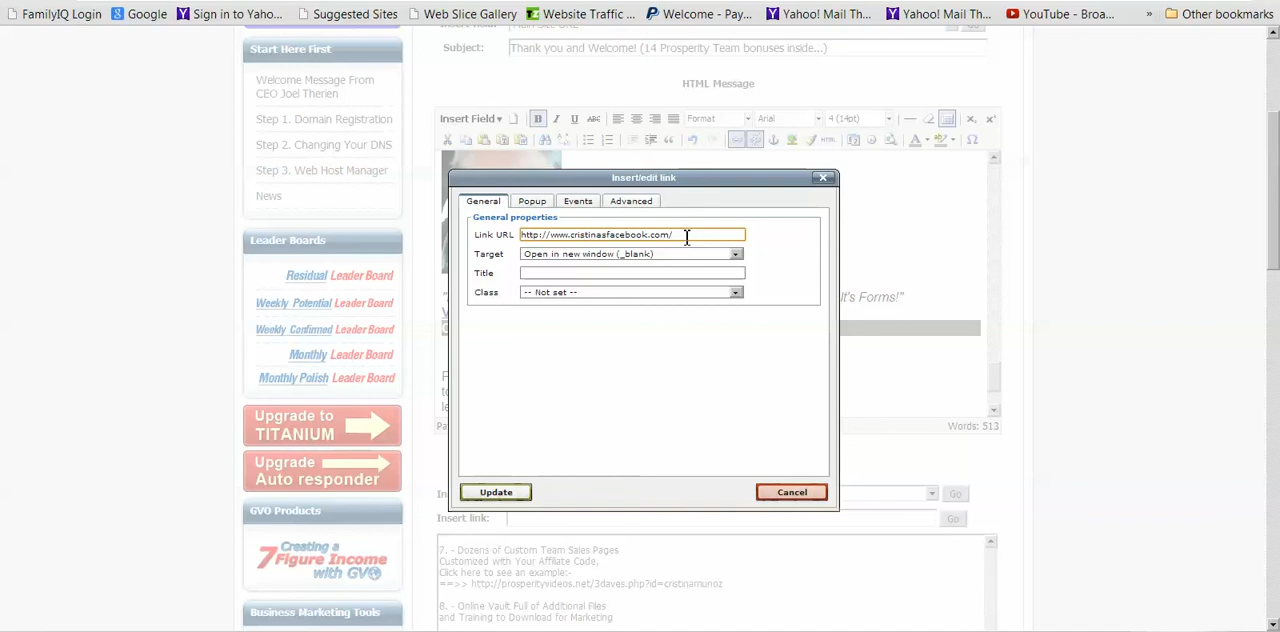 FamilyIQ Login Google Sign in to Yaho... Suggested Sites Web Slice Gallery Website Traffic ... Welcome - Pay... Yahoo! Mail Th... Yahoo! Mail Th... YouTube - Broa... » Other bookmarks
Start Here First
Welcome Message From
CEO Joel Therien
Step 1. Domain Registration
Step 2. Changing Your DNS
Step 3. Web Host Manager
News
Leader Boards
Residual Leader Board
Weekly Potential Leader Board
Weekly Confirmed Leader Board
Monthly Leader Board
Monthly Polish Leader Board
Upgrade to
TITANIUM
Upgrade
Auto responder
GVO Products
Creating a
7 Figure Income
with GVO
Business Marketing Tools
Subject: Thank you and Welcome! (14 Prosperity Team bonuses inside...)
HTML Message
Insert Field B I U ABC Format Arial 4 (14pt)
HTML
Insert/edit link
General Popup Events Advanced
General properties
Link URL http://www.cristinasfacebook.com/
Target Open in new window (_blank)
Title
Class -- Not set --
Update Cancel
It's Forms!"
Words: 513
Go
Insert link: Go
7. - Dozens of Custom Team Sales Pages
Customized with Your Affiliate Code,
Click here to see an example:-
==>> http://prosperityvideos.net/3daves.php?id=cristinamunoz
8. - Online Vault Full of Additional Files
and Training to Download for Marketing